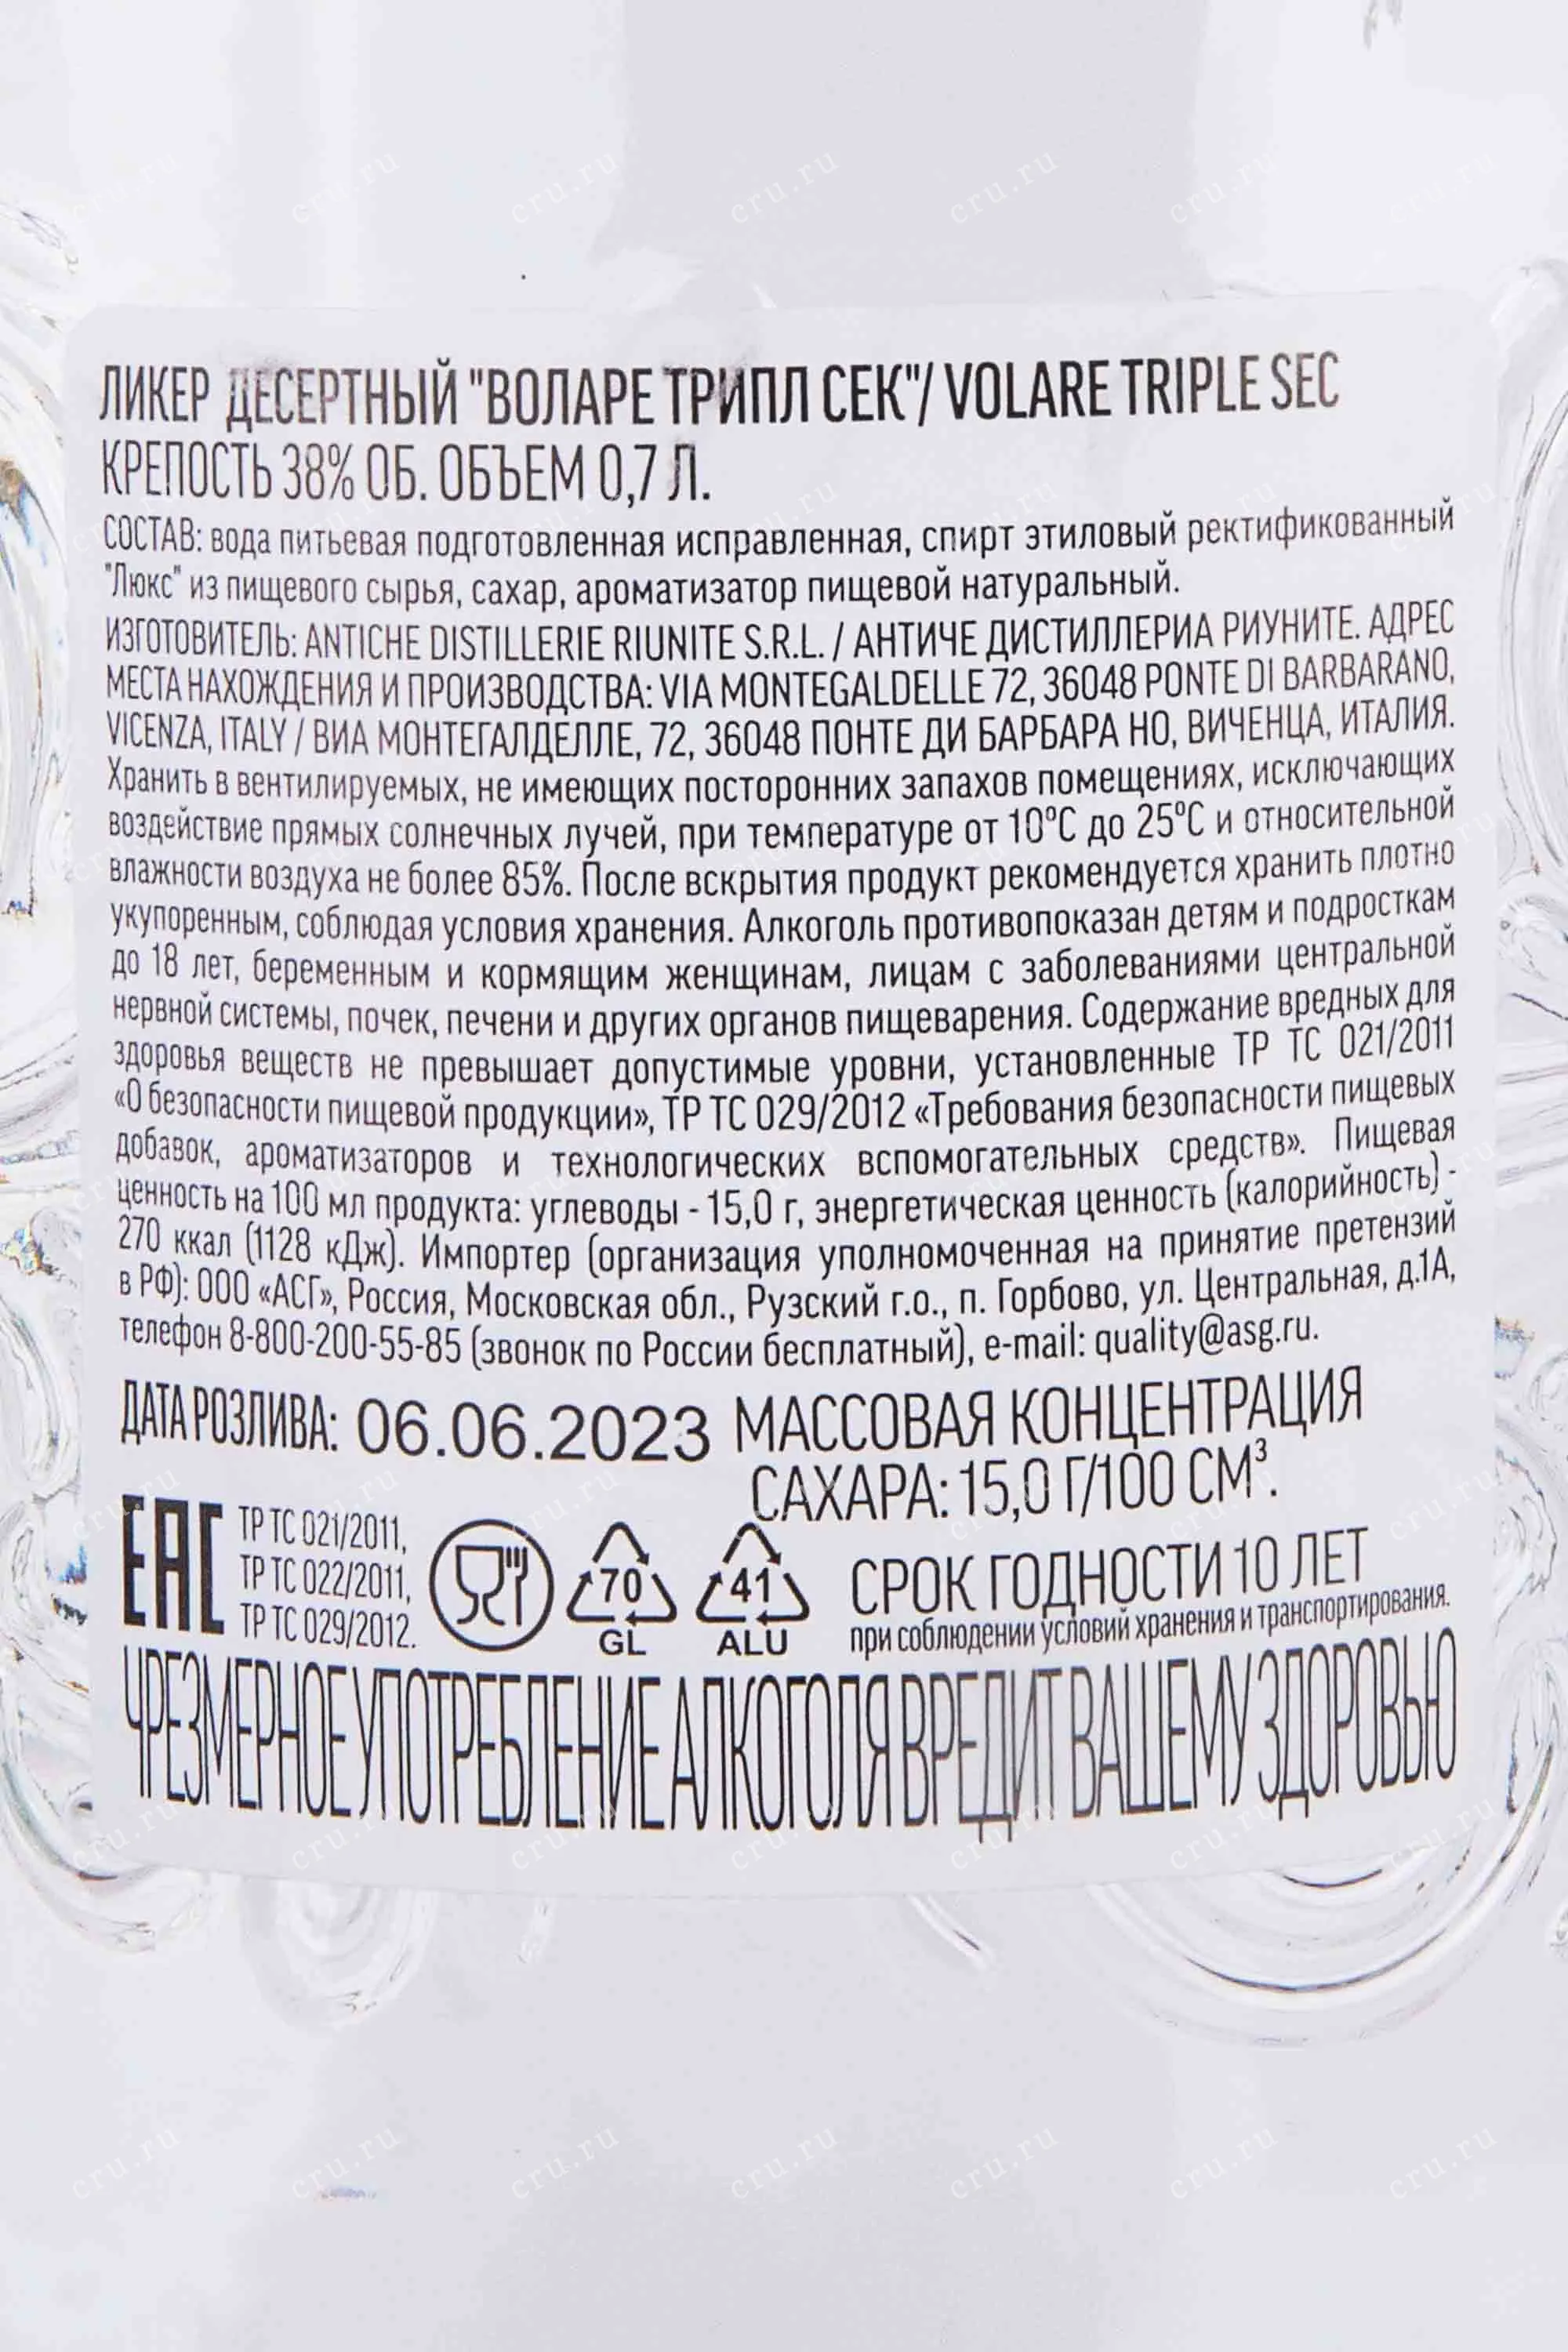 ЛИКЕР ДЕСЕРТНЫЙ "ВОЛАРЕ ТРИПЛ СЕК"/ VOLARE TRIPLE SEC
КРЕПОСТЬ 38% ОБ. ОБЪЕМ 0,7 Л.
СОСТАВ: вода питьевая подготовленная исправленная, спирт этиловый ректификованный
"Люкс" из пищевого сырья, сахар, ароматизатор пищевой натуральный.
ИЗГОТОВИТЕЛЬ: ANTICHE DISTILLERIE RIUNITE S.R.L. / АНТИЧЕ ДИСТИЛЛЕРИА РИУНИТЕ. АДРЕС
МЕСТА НАХОЖДЕНИЯ И ПРОИЗВОДСТВА: VIA MONTEGALDELLE 72, 36048 PONTE DI BARBARANO,
VICENZA, ITALY / ВИА МОНТЕГАЛДЕЛЛЕ, 72, 36048 ПОНТЕ ДИ БАРБАРА НО, ВИЧЕНЦА, ИТАЛИЯ.
Хранить в вентилируемых, не имеющих посторонних запахов помещениях, исключающих
воздействие прямых солнечных лучей, при температуре от 10°С до 25°С и относительной
влажности воздуха не более 85%. После вскрытия продукт рекомендуется хранить плотно
укупоренным, соблюдая условия хранения. Алкоголь противопоказан детям и подросткам
до 18 лет, беременным и кормящим женщинам, лицам с заболеваниями центральной
нервной системы, почек, печени и других органов пищеварения. Содержание вредных для
здоровья веществ не превышает допустимые уровни, установленные ТР ТС 021/2011
«О безопасности пищевой продукции», ТР ТС 029/2012 «Требования безопасности пищевых
добавок, ароматизаторов и технологических вспомогательных средств». Пищевая
ценность на 100 мл продукта: углеводы - 15,0 г, энергетическая ценность (калорийность) -
270 ккал (1128 кДж). Импортер (организация уполномоченная на принятие претензий
в РФ): ООО «АСГ», Россия, Московская обл., Рузский г.о., п. Горбово, ул. Центральная, д.1А,
телефон 8-800-200-55-85 (звонок по России бесплатный), e-mail: quality@asg.ru.
ДАТА РОЗЛИВА: 06.06.2023 МАССОВАЯ КОНЦЕНТРАЦИЯ
САХАРА: 15,0 Г/100 СМ³.
ЕАС ТР ТС 021/2011,
ТР ТС 022/2011,
ТР ТС 029/2012.
70
GL
41
ALU
СРОК ГОДНОСТИ 10 ЛЕТ
при соблюдении условий хранения и транспортирования.
ЧРЕЗМЕРНОЕ УПОТРЕБЛЕНИЕ АЛКОГОЛЯ ВРЕДИТ ВАШЕМУ ЗДОРОВЬЮ
cru.ru